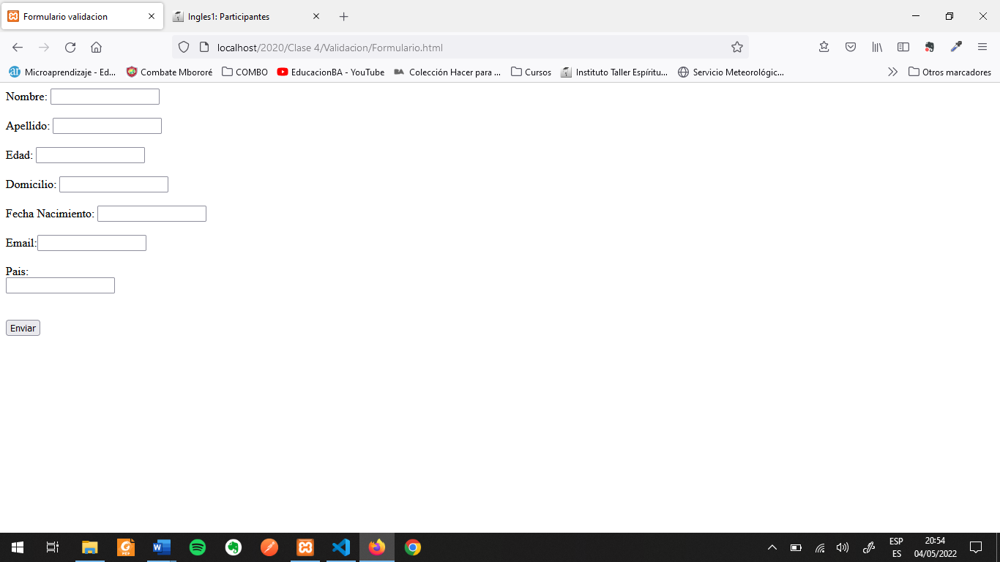 Formulario validacion
Ingles1: Participantes
localhost/2020/Clase 4/Validacion/Formulario.html
Microaprendizaje - Ed...
Combate Mbororé
COMBO
EducacionBA - YouTube
BA
Colección Hacer para ...
Cursos
Instituto Taller Espíritu...
Servicio Meteorológic...
Otros marcadores
Nombre:
Apellido:
Edad:
Domicilio:
Fecha Nacimiento:
Email:
Pais:
Enviar
ESP
ES
20:54
04/05/2022